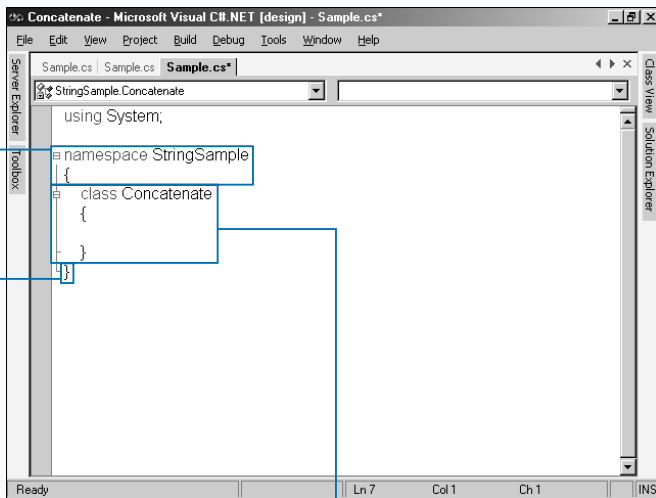 Concatenate - Microsoft Visual C#.NET [design] - Sample.cs*
File Edit View Project Build Debug Tools Window Help
Sample.cs Sample.cs Sample.cs*
StringSample.Concatenate
Server Explorer
Toolbox
Class View
Solution Explorer
using System;
namespace StringSample
{
class Concatenate
{
}
}
Ready Ln 7 Col 1 Ch 1 INS